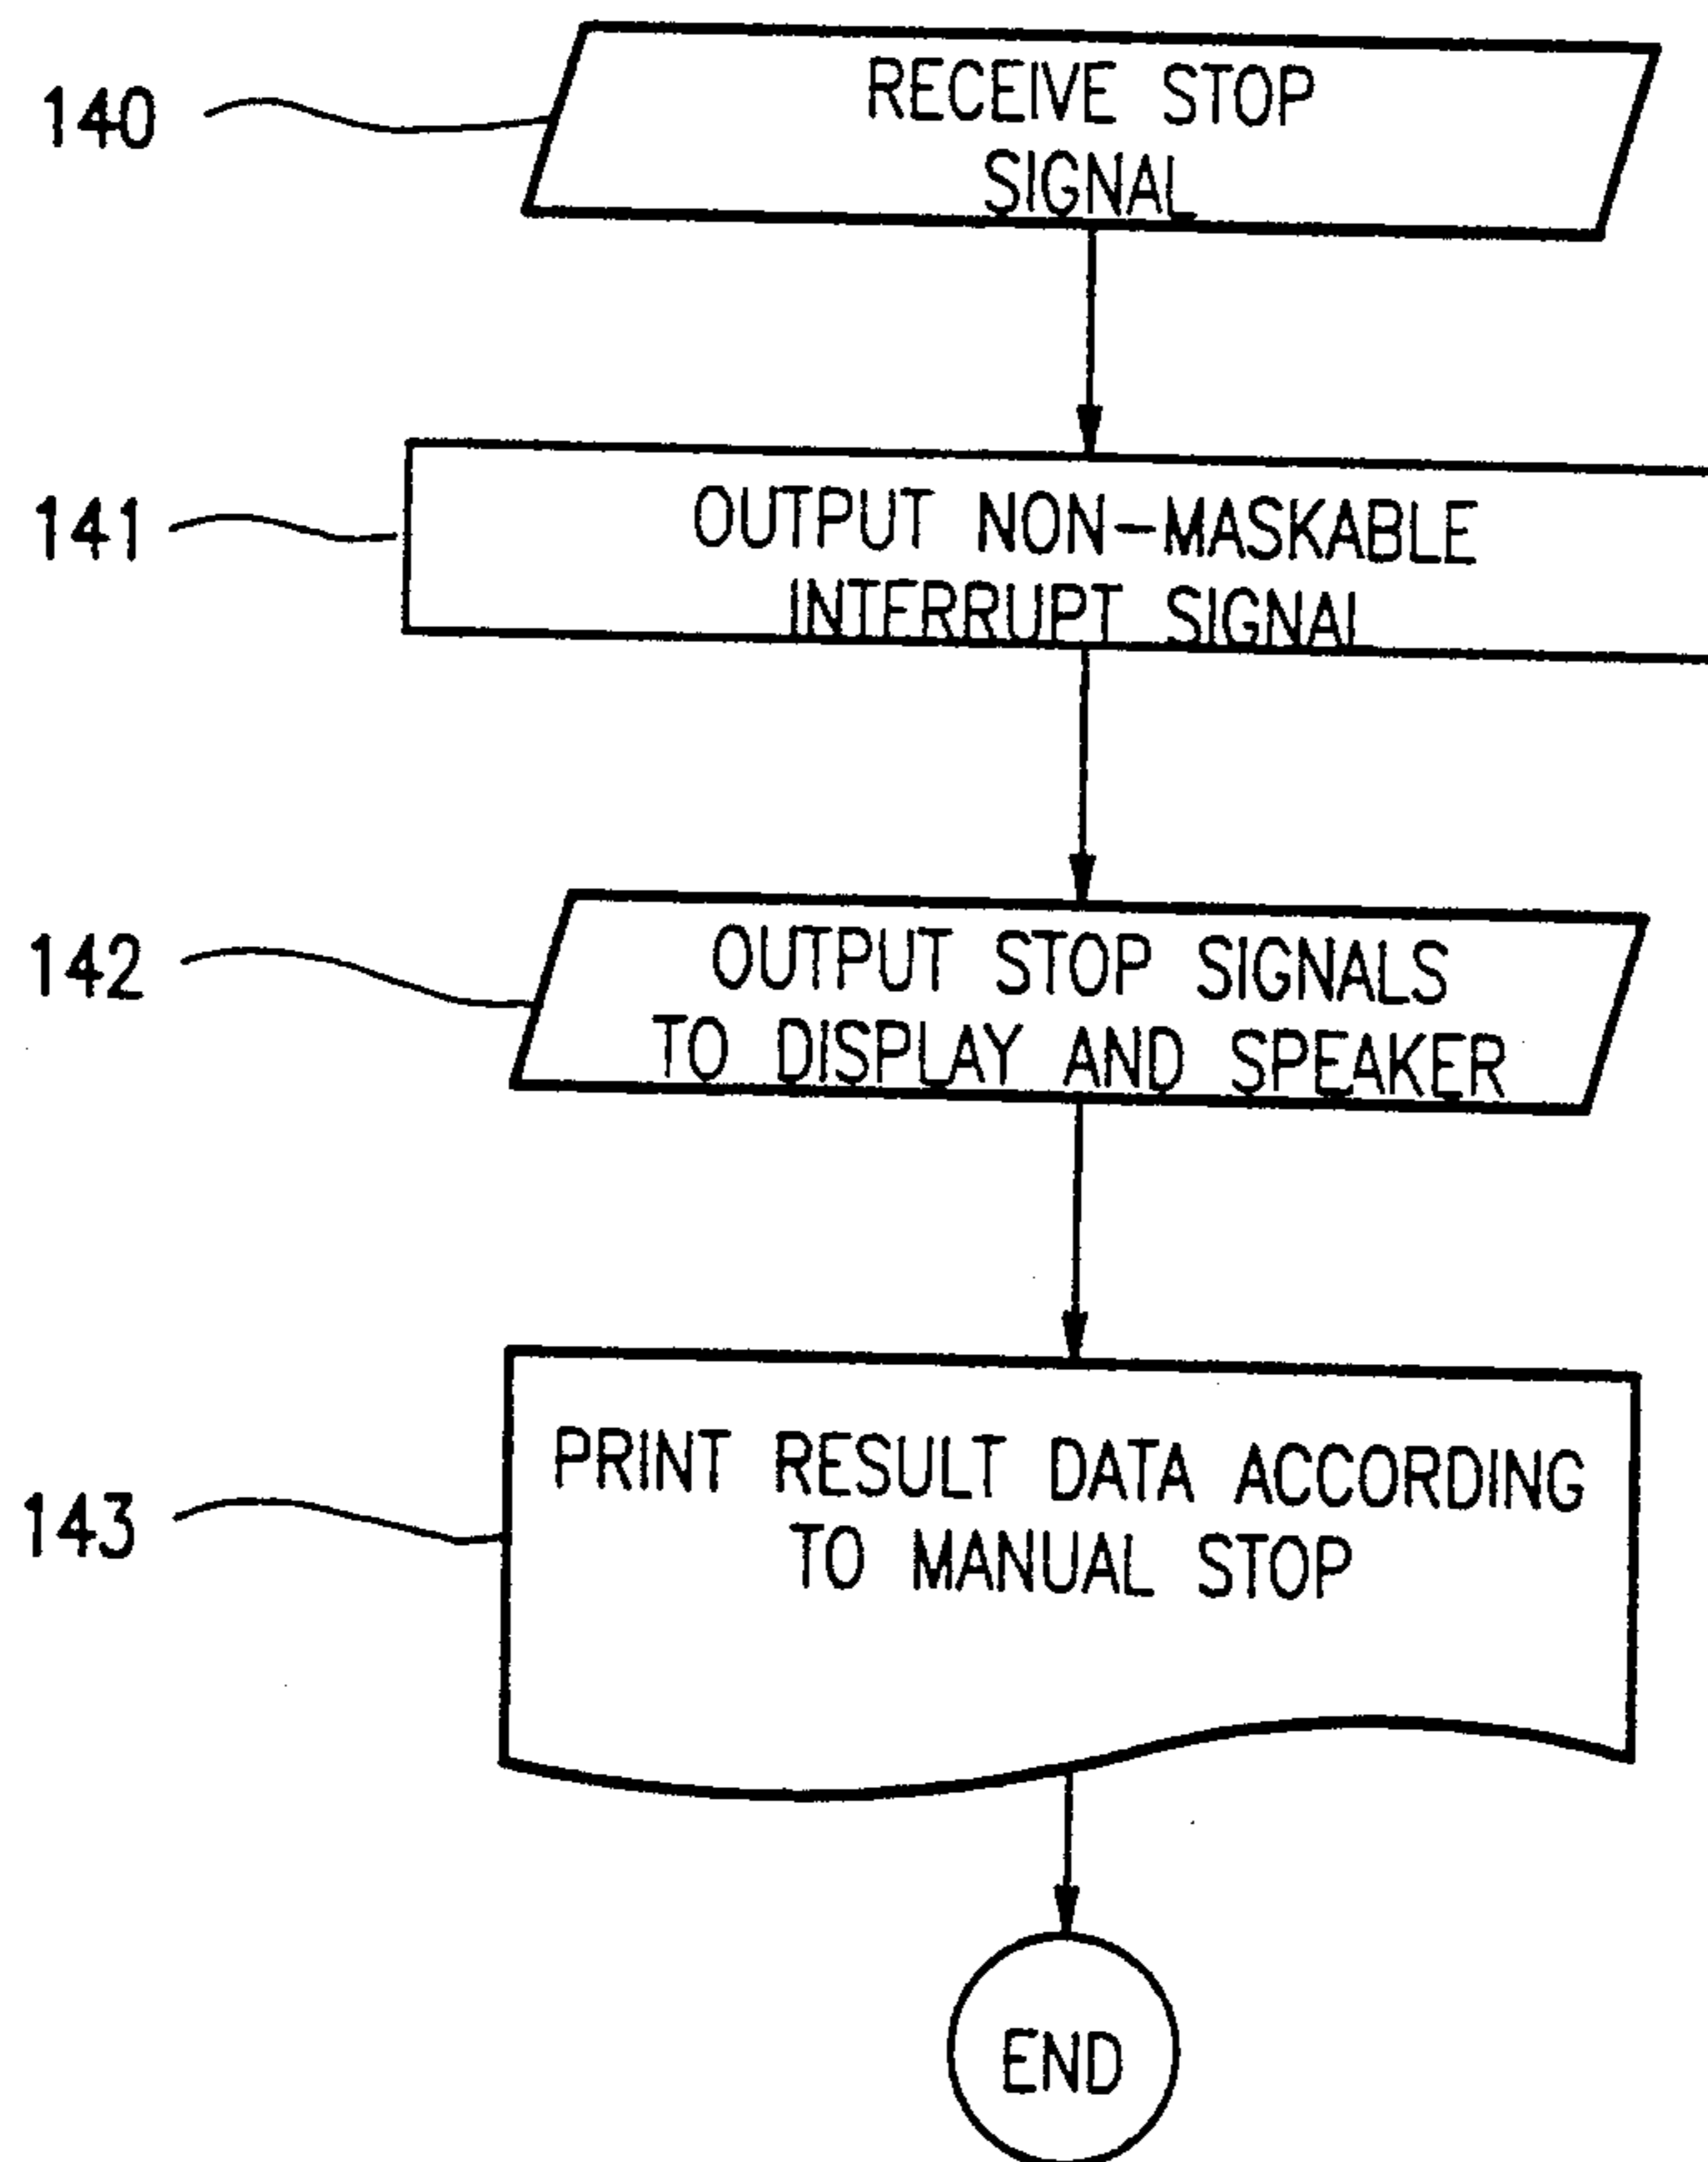 140
RECEIVE STOP
SIGNAL
141
OUTPUT NON-MASKABLE
INTERRUPT SIGNAL
142
OUTPUT STOP SIGNALS
TO DISPLAY AND SPEAKER
143
PRINT RESULT DATA ACCORDING
TO MANUAL STOP
END